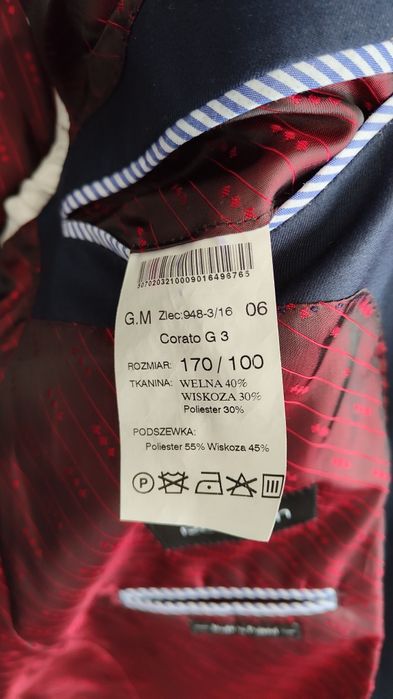 5070203210009016496765
G.M Zlec:948-3/16 06
Corato G 3
ROZMIAR: 170 / 100
TKANINA: WEŁNA 40%
WISKOZA 30%
Poliester 30%
PODSZEWKA:
Poliester 55% Wiskoza 45%
P